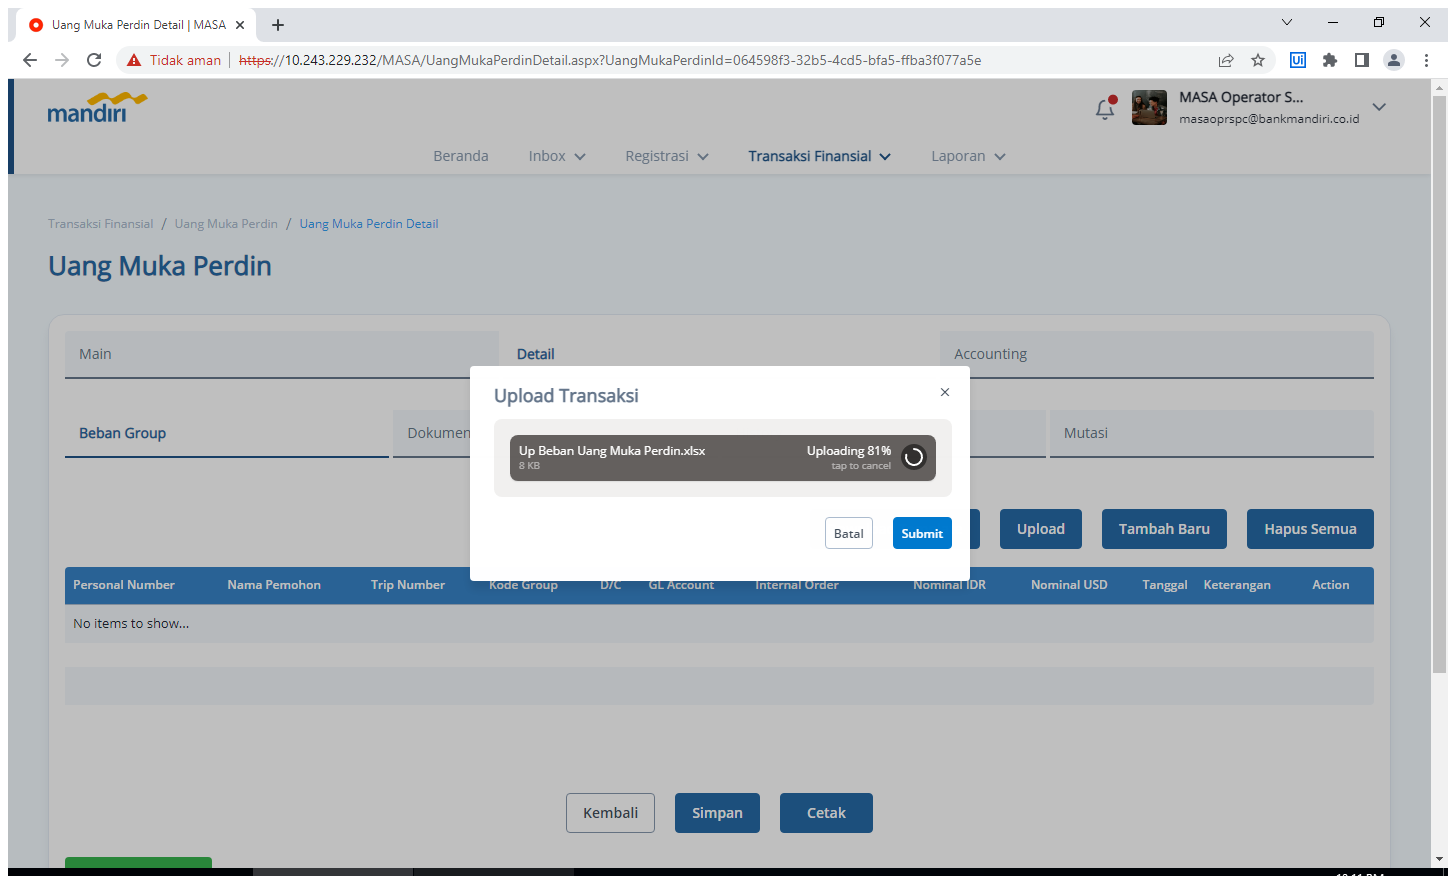 Uang Muka Perdin Detail | MASA
Tidak aman https://10.243.229.232/MASA/UangMukaPerdinDetail.aspx?UangMukaPerdinId=064598f3-32b5-4cd5-bfa5-ffba3f077a5e
Ui
mandiri
MASA Operator S...
masaoprspc@bankmandiri.co.id
Beranda Inbox Registrasi Transaksi Finansial Laporan
Transaksi Finansial / Uang Muka Perdin / Uang Muka Perdin Detail
Uang Muka Perdin
Main Detail Accounting
Upload Transaksi
Beban Group Dokumen Mutasi
Up Beban Uang Muka Perdin.xlsx Uploading 81%
8 KB tap to cancel
Batal Submit
Upload Tambah Baru Hapus Semua
Personal Number Nama Pemohon Trip Number Kode Group D/C GL Account Internal Order Nominal IDR Nominal USD Tanggal Keterangan Action
No items to show...
Kembali Simpan Cetak